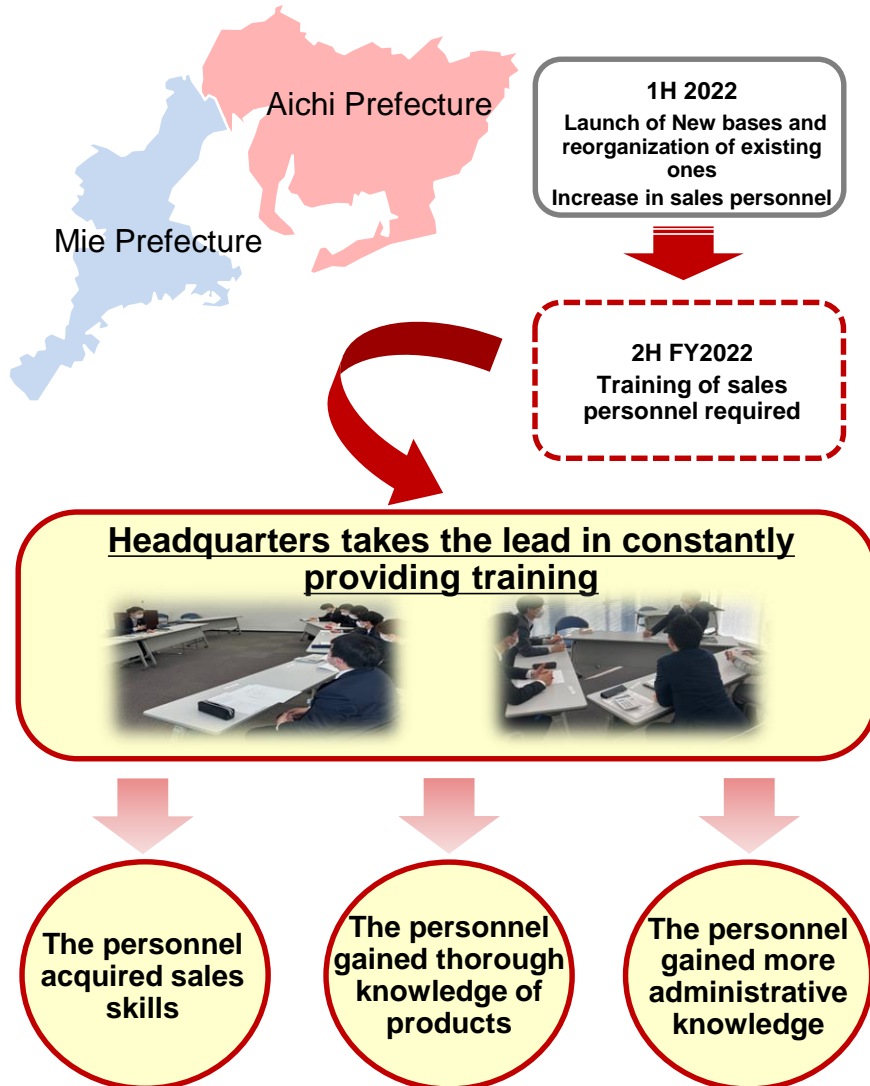 Aichi Prefecture
Mie Prefecture
1H 2022
Launch of New bases and
reorganization of existing
ones
Increase in sales personnel
2H FY2022
Training of sales
personnel required
Headquarters takes the lead in constantly
providing training
The personnel
acquired sales
skills
The personnel
gained thorough
knowledge of
products
The personnel
gained more
administrative
knowledge